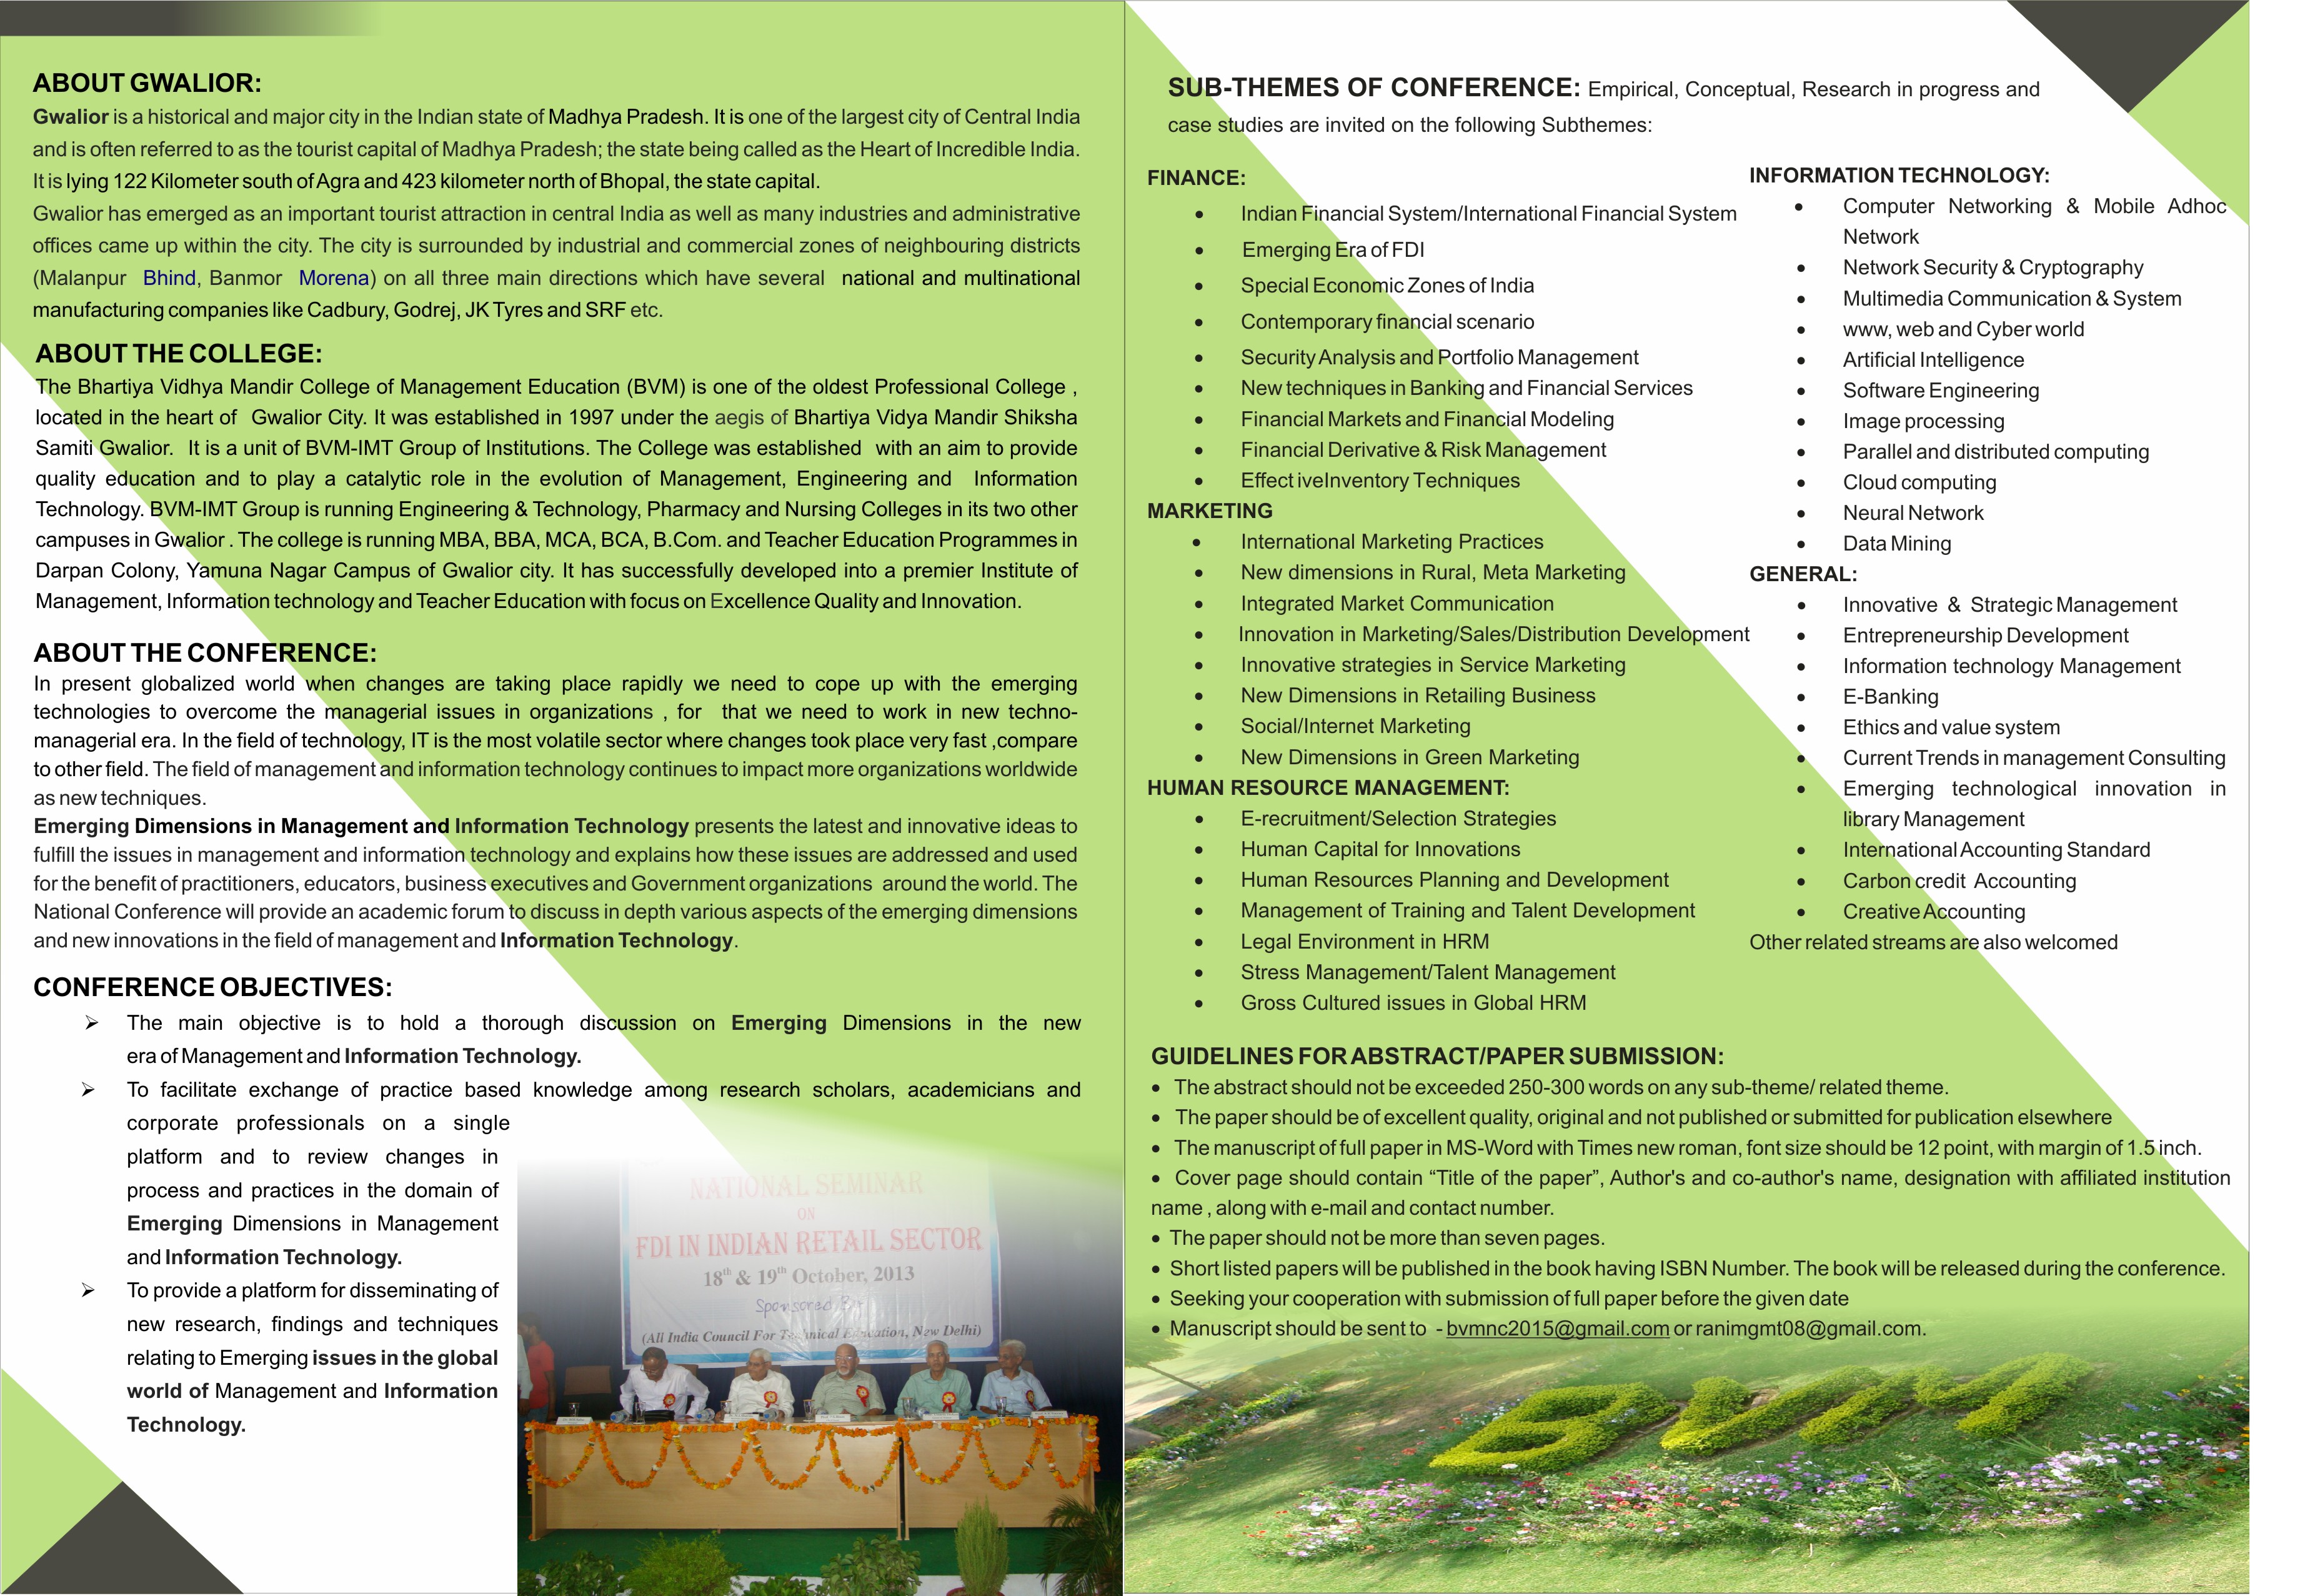 ABOUT GWALIOR:
Gwalior is a historical and major city in the Indian state of Madhya Pradesh. It is one of the largest city of Central India
and is often referred to as the tourist capital of Madhya Pradesh; the state being called as the Heart of Incredible India.
It is lying 122 Kilometer south of Agra and 423 kilometer north of Bhopal, the state capital.
Gwalior has emerged as an important tourist attraction in central India as well as many industries and administrative
offices came up within the city. The city is surrounded by industrial and commercial zones of neighbouring districts
(Malanpur Bhind, Banmor Morena) on all three main directions which have several national and multinational
manufacturing companies like Cadbury, Godrej, JK Tyres and SRF etc.
ABOUT THE COLLEGE:
The Bhartiya Vidhya Mandir College of Management Education (BVM) is one of the oldest Professional College ,
located in the heart of Gwalior City. It was established in 1997 under the aegis of Bhartiya Vidya Mandir Shiksha
Samiti Gwalior. It is a unit of BVM-IMT Group of Institutions. The College was established with an aim to provide
quality education and to play a catalytic role in the evolution of Management, Engineering and Information
Technology. BVM-IMT Group is running Engineering & Technology, Pharmacy and Nursing Colleges in its two other
campuses in Gwalior . The college is running MBA, BBA, MCA, BCA, B.Com. and Teacher Education Programmes in
Darpan Colony, Yamuna Nagar Campus of Gwalior city. It has successfully developed into a premier Institute of
Management, Information technology and Teacher Education with focus on Excellence Quality and Innovation.
ABOUT THE CONFERENCE:
In present globalized world when changes are taking place rapidly we need to cope up with the emerging
technologies to overcome the managerial issues in organizations , for that we need to work in new techno-
managerial era. In the field of technology, IT is the most volatile sector where changes took place very fast ,compare
to other field. The field of management and information technology continues to impact more organizations worldwide
as new techniques.
Emerging Dimensions in Management and Information Technology presents the latest and innovative ideas to
fulfill the issues in management and information technology and explains how these issues are addressed and used
for the benefit of practitioners, educators, business executives and Government organizations around the world. The
National Conference will provide an academic forum to discuss in depth various aspects of the emerging dimensions
and new innovations in the field of management and Information Technology.
CONFERENCE OBJECTIVES:
➢ The main objective is to hold a thorough discussion on Emerging Dimensions in the new
era of Management and Information Technology.
➢ To facilitate exchange of practice based knowledge among research scholars, academicians and
corporate professionals on a single
platform and to review changes in
process and practices in the domain of
Emerging Dimensions in Management
and Information Technology.
➢ To provide a platform for disseminating of
new research, findings and techniques
relating to Emerging issues in the global
world of Management and Information
Technology.
NATIONAL SEMINAR
ON
FDI IN INDIAN RETAIL SECTOR
18th & 19th October, 2013
Sponsored By
(All India Council For Technical Education, New Delhi)
SUB-THEMES OF CONFERENCE: Empirical, Conceptual, Research in progress and
case studies are invited on the following Subthemes:
FINANCE:
• Indian Financial System/International Financial System
• Emerging Era of FDI
• Special Economic Zones of India
• Contemporary financial scenario
• Security Analysis and Portfolio Management
• New techniques in Banking and Financial Services
• Financial Markets and Financial Modeling
• Financial Derivative & Risk Management
• Effect iveInventory Techniques
MARKETING
• International Marketing Practices
• New dimensions in Rural, Meta Marketing
• Integrated Market Communication
• Innovation in Marketing/Sales/Distribution Development
• Innovative strategies in Service Marketing
• New Dimensions in Retailing Business
• Social/Internet Marketing
• New Dimensions in Green Marketing
HUMAN RESOURCE MANAGEMENT:
• E-recruitment/Selection Strategies
• Human Capital for Innovations
• Human Resources Planning and Development
• Management of Training and Talent Development
• Legal Environment in HRM
• Stress Management/Talent Management
• Gross Cultured issues in Global HRM
INFORMATION TECHNOLOGY:
• Computer Networking & Mobile Adhoc
Network
• Network Security & Cryptography
• Multimedia Communication & System
• www, web and Cyber world
• Artificial Intelligence
• Software Engineering
• Image processing
• Parallel and distributed computing
• Cloud computing
• Neural Network
• Data Mining
GENERAL:
• Innovative & Strategic Management
• Entrepreneurship Development
• Information technology Management
• E-Banking
• Ethics and value system
• Current Trends in management Consulting
• Emerging technological innovation in
library Management
• International Accounting Standard
• Carbon credit Accounting
• Creative Accounting
Other related streams are also welcomed
GUIDELINES FOR ABSTRACT/PAPER SUBMISSION:
• The abstract should not be exceeded 250-300 words on any sub-theme/ related theme.
• The paper should be of excellent quality, original and not published or submitted for publication elsewhere
• The manuscript of full paper in MS-Word with Times new roman, font size should be 12 point, with margin of 1.5 inch.
• Cover page should contain “Title of the paper”, Author's and co-author's name, designation with affiliated institution
name , along with e-mail and contact number.
• The paper should not be more than seven pages.
• Short listed papers will be published in the book having ISBN Number. The book will be released during the conference.
• Seeking your cooperation with submission of full paper before the given date
• Manuscript should be sent to - bvmnc2015@gmail.com or ranimgmt08@gmail.com.
BVM